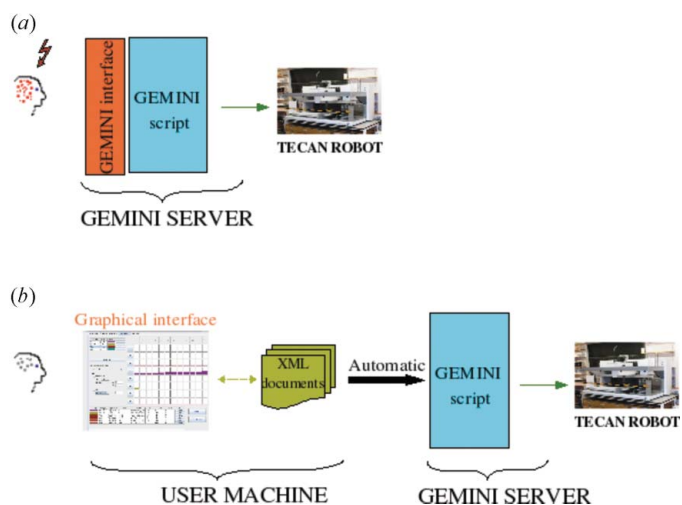 (a)
GEMINI interface
GEMINI
script
TECAN ROBOT
GEMINI SERVER
(b)
Graphical interface
XML
documents
Automatic
GEMINI
script
TECAN ROBOT
USER MACHINE
GEMINI SERVER